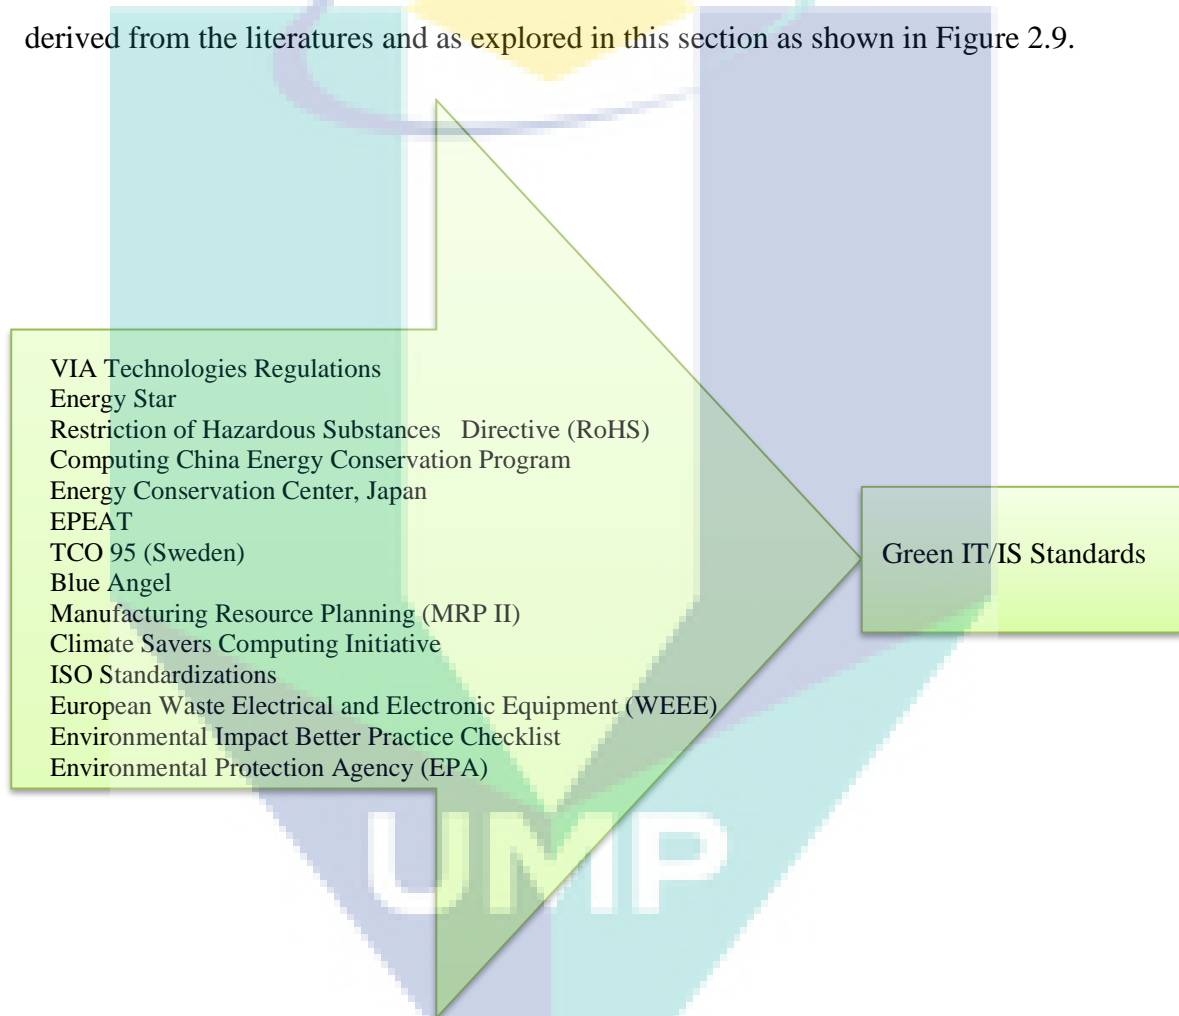 derived from the literatures and as explored in this section as shown in Figure 2.9.
VIA Technologies Regulations
Energy Star
Restriction of Hazardous Substances Directive (RoHS)
Computing China Energy Conservation Program
Energy Conservation Center, Japan
EPEAT
TCO 95 (Sweden)
Blue Angel
Manufacturing Resource Planning (MRP II)
Climate Savers Computing Initiative
ISO Standardizations
European Waste Electrical and Electronic Equipment (WEEE)
Environmental Impact Better Practice Checklist
Environmental Protection Agency (EPA)
Green IT/IS Standards
UMP